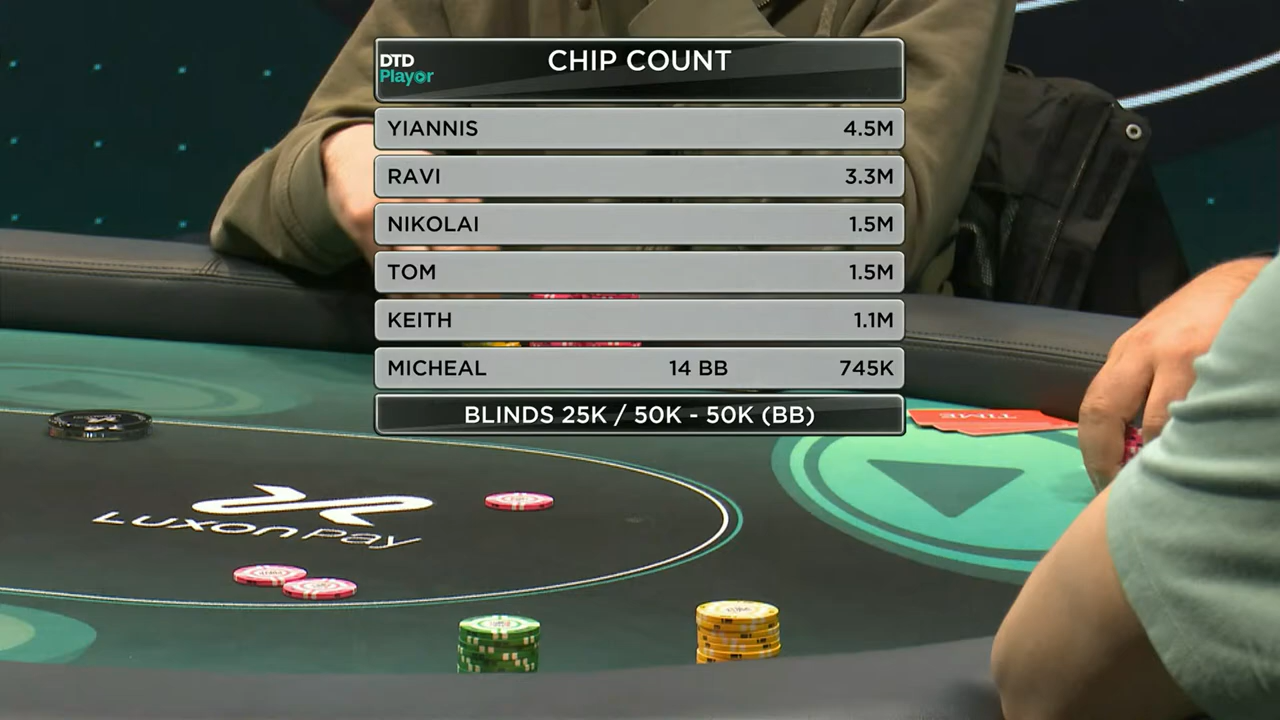 DTD
Player
CHIP COUNT
YIANNIS 4.5M
RAVI 3.3M
NIKOLAI 1.5M
TOM 1.5M
KEITH 1.1M
MICHEAL 14 BB 745K
BLINDS 25K / 50K - 50K (BB)
TIME
LUXON Pay